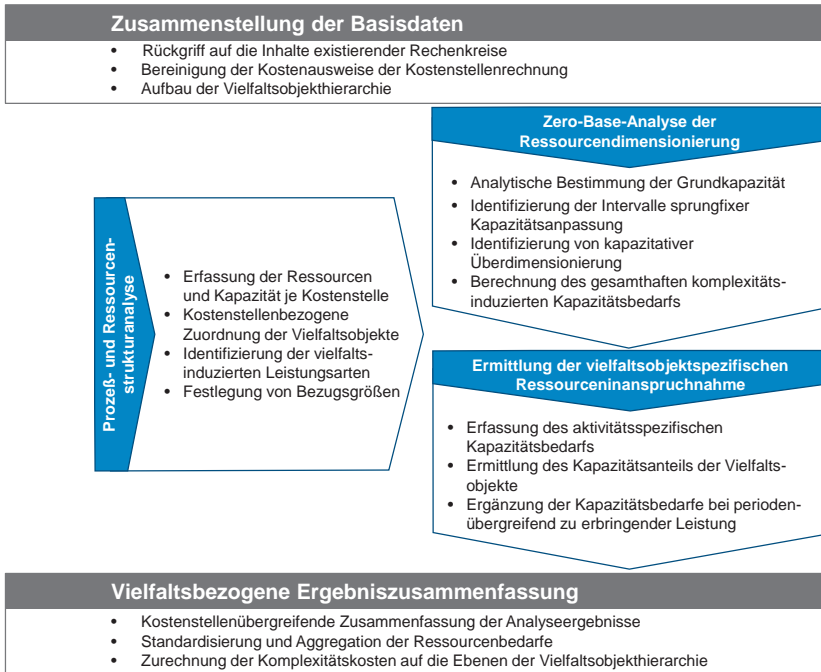 Zusammenstellung der Basisdaten
• Rückgriff auf die Inhalte existierender Rechenkreise
• Bereinigung der Kostenausweise der Kostenstellenrechnung
• Aufbau der Vielfaltsobjekthierarchie
Prozeß- und Ressourcen-
strukturanalyse
• Erfassung der Ressourcen
und Kapazität je Kostenstelle
• Kostenstellenbezogene
Zuordnung der Vielfaltsobjekte
• Identifizierung der vielfalts-
induzierten Leistungsarten
• Festlegung von Bezugsgrößen
Zero-Base-Analyse der
Ressourcendimensionierung
• Analytische Bestimmung der Grundkapazität
• Identifizierung der Intervalle sprungfixer
Kapazitätsanpassung
• Identifizierung von kapazitativer
Überdimensionierung
• Berechnung des gesamthaften komplexitäts-
induzierten Kapazitätsbedarfs
Ermittlung der vielfaltsobjektspezifischen
Ressourceninanspruchnahme
• Erfassung des aktivitätsspezifischen
Kapazitätsbedarfs
• Ermittlung des Kapazitätsanteils der Vielfalts-
objekte
• Ergänzung der Kapazitätsbedarfe bei perioden-
übergreifend zu erbringender Leistung
Vielfaltsbezogene Ergebniszusammenfassung
• Kostenstellenübergreifende Zusammenfassung der Analyseergebnisse
• Standardisierung und Aggregation der Ressourcenbedarfe
• Zurechnung der Komplexitätskosten auf die Ebenen der Vielfaltsobjekthierarchie